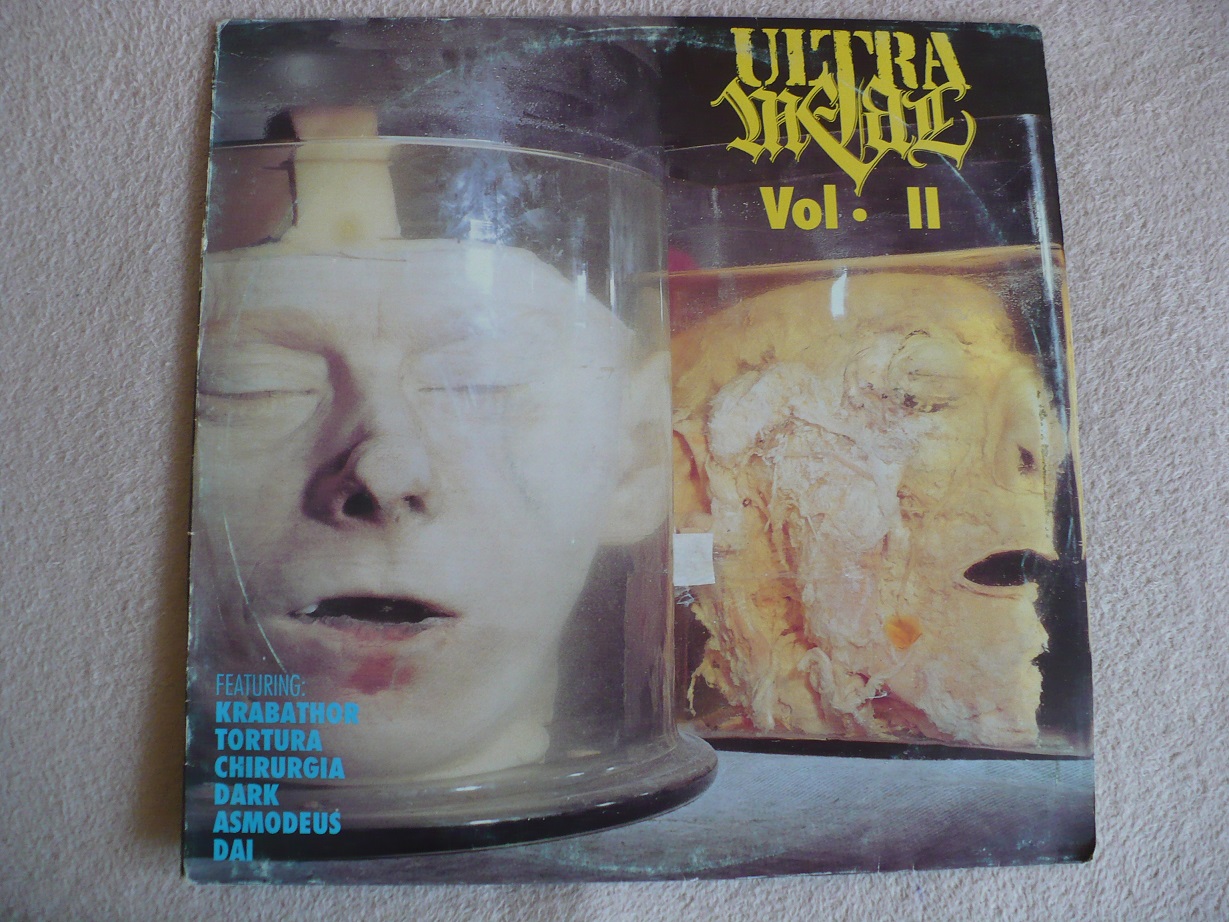 ULTRA
METAL
Vol. II
FEATURING:
KRABATHOR
TORTURA
CHIRURGIA
DARK
ASMODEUS
DAI